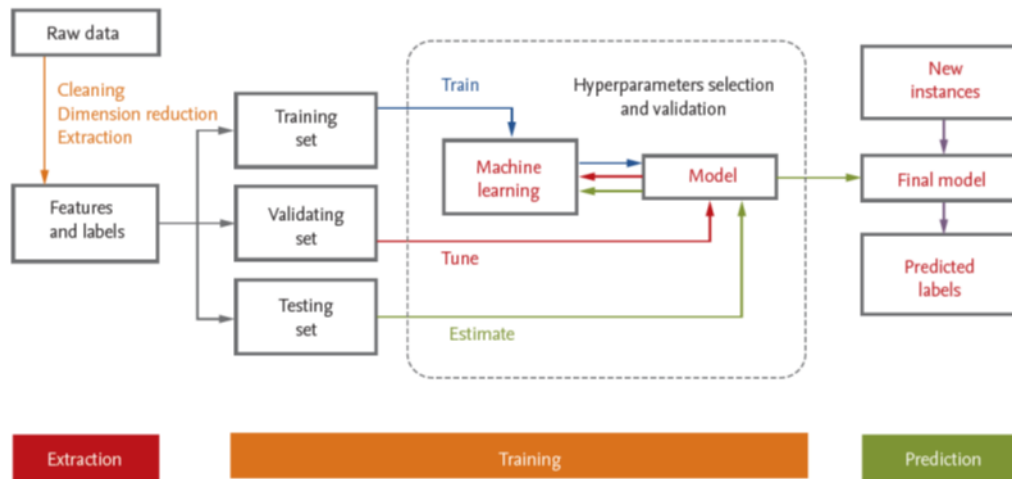 Raw data
Cleaning
Dimension reduction
Extraction
Features
and labels
Training
set
Validating
set
Testing
set
Train
Hyperparameters selection
and validation
Machine
learning
Model
Tune
Estimate
New
instances
Final model
Predicted
labels
Extraction
Training
Prediction